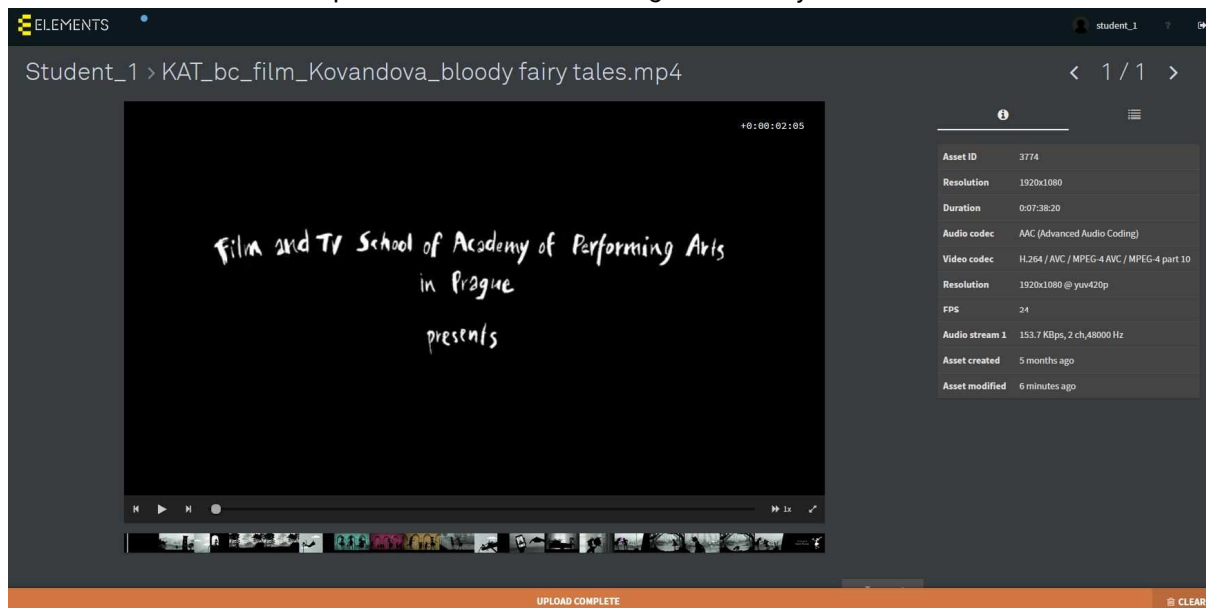 ELEMENTS
student_1 ?
Student_1 > KAT_bc_film_Kovandova_bloody fairy tales.mp4
< 1 / 1 >
+0:00:02:05
Film and TV School of Academy of Performing Arts
in Prague
presents
1x
Asset ID 3774
Resolution 1920x1080
Duration 0:07:38:20
Audio codec AAC (Advanced Audio Coding)
Video codec H.264 / AVC / MPEG-4 AVC / MPEG-4 part 10
Resolution 1920x1080 @ yuv420p
FPS 24
Audio stream 1 153.7 KBps, 2 ch,48000 Hz
Asset created 5 months ago
Asset modified 6 minutes ago
UPLOAD COMPLETE
CLEAR